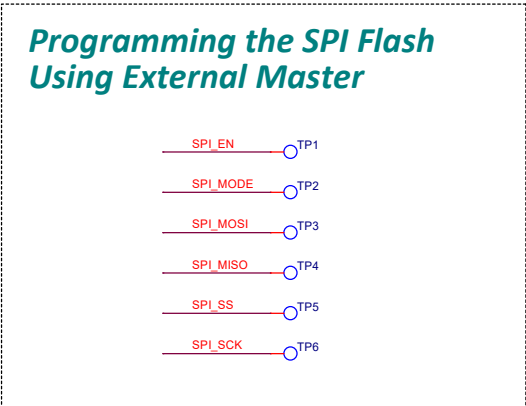 Programming the SPI Flash
Using External Master
SPI_EN TP1
SPI_MODE TP2
SPI_MOSI TP3
SPI_MISO TP4
SPI_SS TP5
SPI_SCK TP6